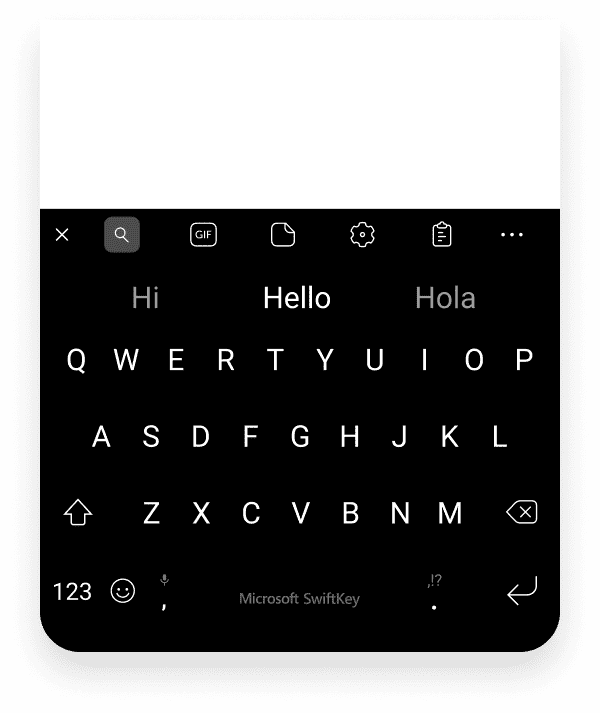 GIF
Hi Hello Hola
Q W E R T Y U I O P
A S D F G H J K L
Z X C V B N M
,!?
123 , Microsoft SwiftKey .